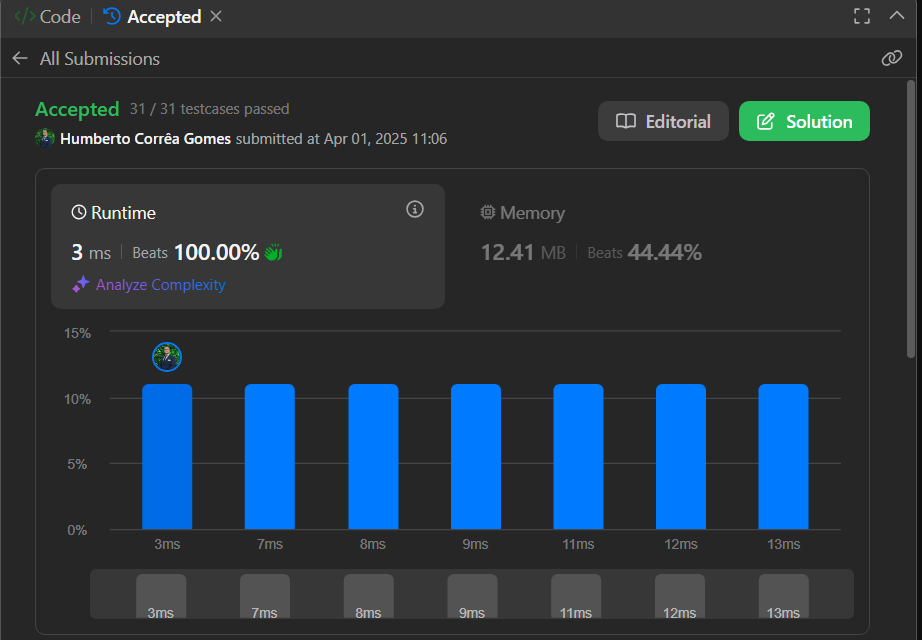 </> Code | Accepted ×
All Submissions
Accepted 31 / 31 testcases passed
Humberto Corrêa Gomes submitted at Apr 01, 2025 11:06
Editorial
Solution
Runtime
3 ms | Beats 100.00%
Analyze Complexity
Memory
12.41 MB | Beats 44.44%
15%
10%
5%
0%
3ms 7ms 8ms 9ms 11ms 12ms 13ms
3ms 7ms 8ms 9ms 11ms 12ms 13ms